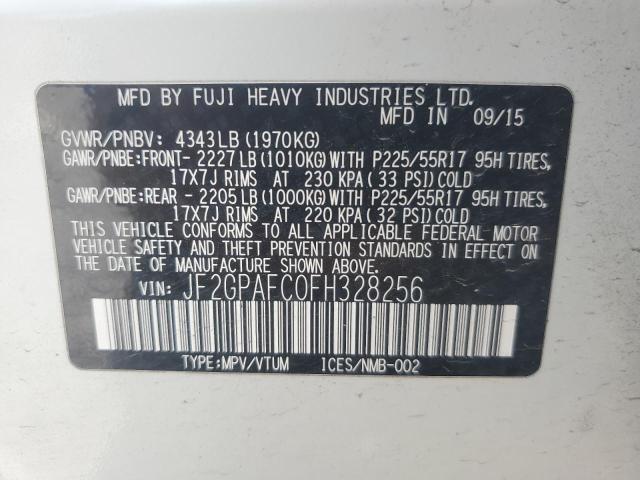 MFD BY FUJI HEAVY INDUSTRIES LTD.
MFD IN 09/15
GVWR/PNBV: 4343LB (1970KG)
GAWR/PNBE:FRONT- 2227LB(1010KG)WITH P225/55R17 95H TIRES,
17X7J RIMS AT 230 KPA(33 PSI)COLD
GAWR/PNBE:REAR - 2205LB(1000KG)WITH P225/55R17 95H TIRES,
17X7J RIMS AT 220 KPA(32 PSI)COLD
THIS VEHICLE CONFORMS TO ALL APPLICABLE FEDERAL MOTOR
VEHICLE SAFETY AND THEFT PREVENTION STANDARDS IN EFFECT
ON THE DATE OF MANUFACTURE SHOWN ABOVE.
VIN: JF2GPAFC0FH328256
TYPE:MPV/VTUM ICES/NMB-002